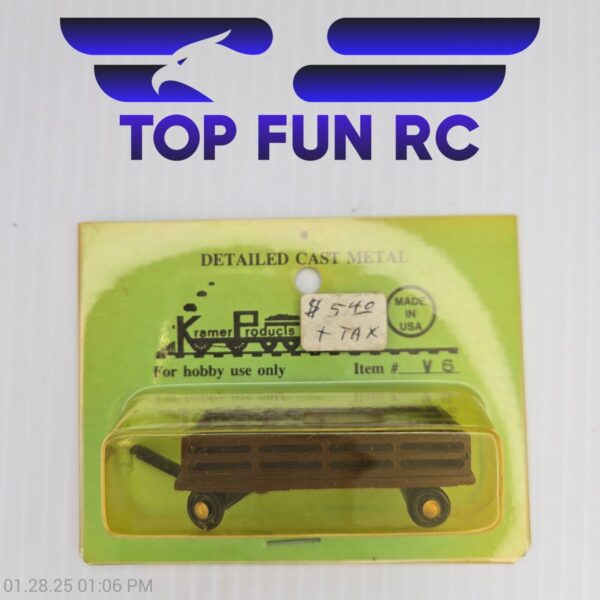 TOP FUN RC
DETAILED CAST METAL
$ 5.40
+ TAX
MADE
IN
USA
Kramer Products
For hobby use only
Item # V 6
01.28.25 01:06 PM